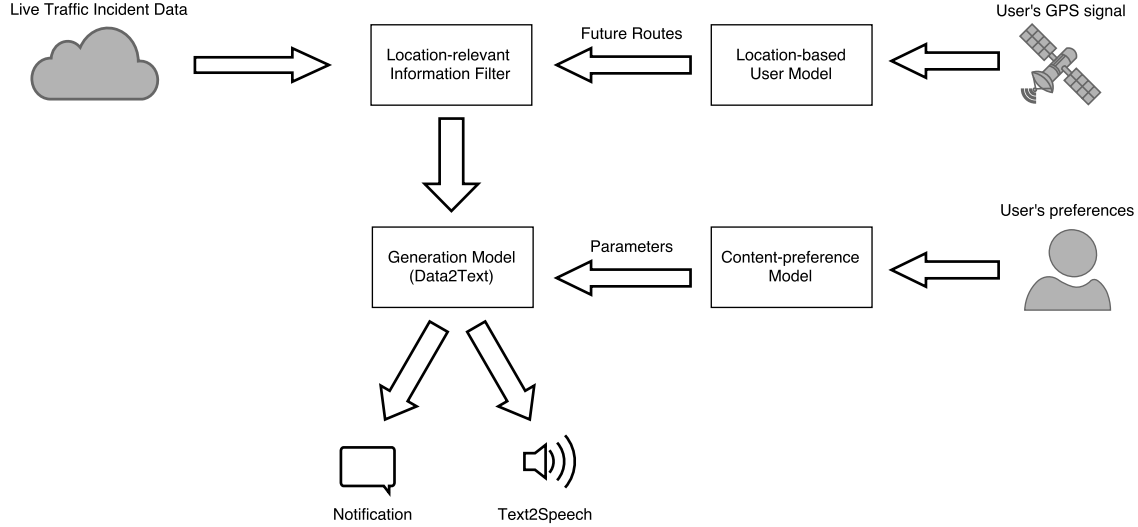 Live Traffic Incident Data
User's GPS signal
Location-relevant
Information Filter
Future Routes
Location-based
User Model
User's preferences
Generation Model
(Data2Text)
Parameters
Content-preference
Model
Notification
Text2Speech